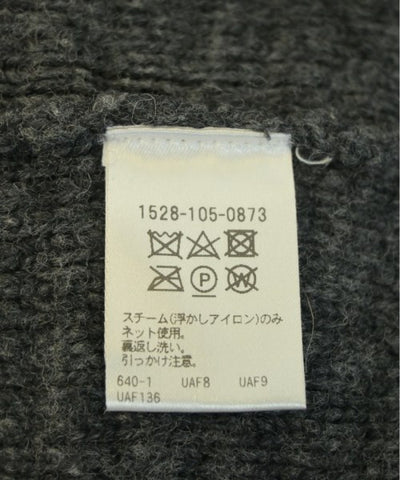 1528-105-0873
P W
スチーム(浮かしアイロン)のみ
ネット使用。
裏返し洗い。
引っかけ注意。
640-1 UAF8 UAF9
UAF136